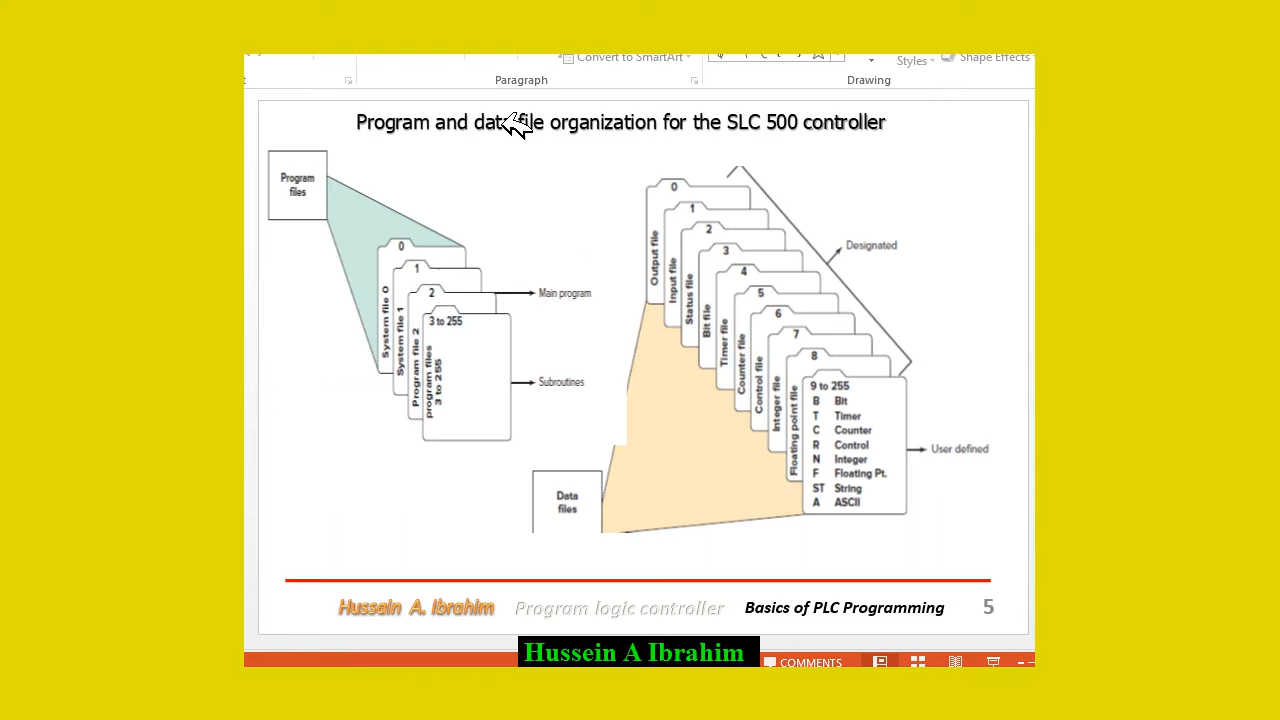 Convert to SmartArt
Styles
Shape Effects
Paragraph
Drawing
Program and data file organization for the SLC 500 controller
Program
files
0
System file 0
1
System file 1
2
Program file 2
Main program
3 to 255
program files
3 to 255
Subroutines
0
Output file
1
Input file
2
Status file
3
Bit file
4
Timer file
5
Counter file
6
Control file
7
Integer file
8
Floating point file
Designated
9 to 255
B Bit
T Timer
C Counter
R Control
N Integer
F Floating Pt.
ST String
A ASCII
User defined
Data
files
Hussein A. Ibrahim Program logic controller Basics of PLC Programming 5
Hussein A Ibrahim
COMMENTS